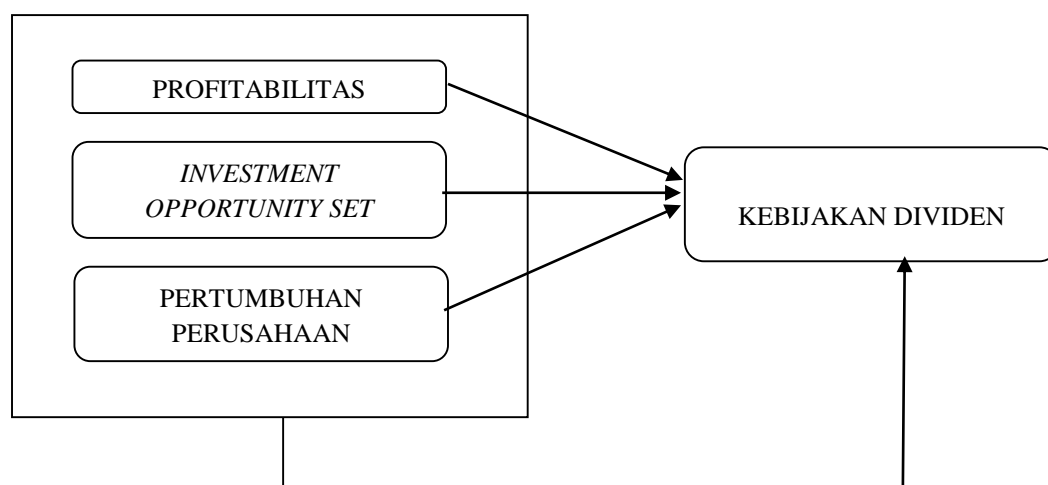 PROFITABILITAS
INVESTMENT
OPPORTUNITY SET
KEBIJAKAN DIVIDEN
PERTUMBUHAN
PERUSAHAAN